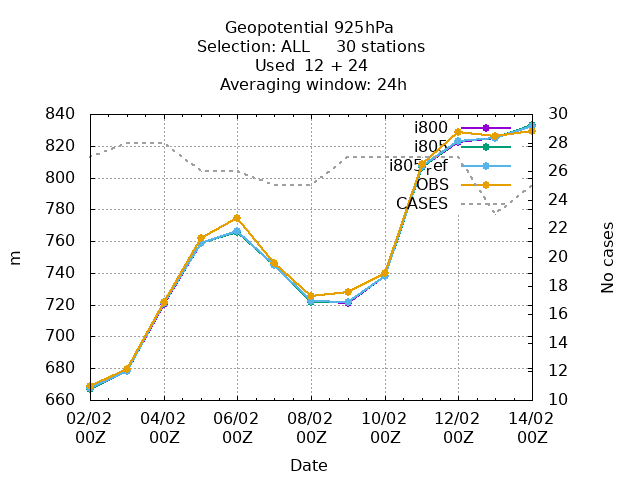 Geopotential 925hPa
Selection: ALL 30 stations
Used 12 + 24
Averaging window: 24h
840
820
800
780
760
740
720
700
680
660
m
30
28
26
24
22
20
18
16
14
12
10
No cases
i800
i805
i805_ref
OBS
CASES
02/02 04/02 06/02 08/02 10/02 12/02 14/02
00Z 00Z 00Z 00Z 00Z 00Z 00Z
Date